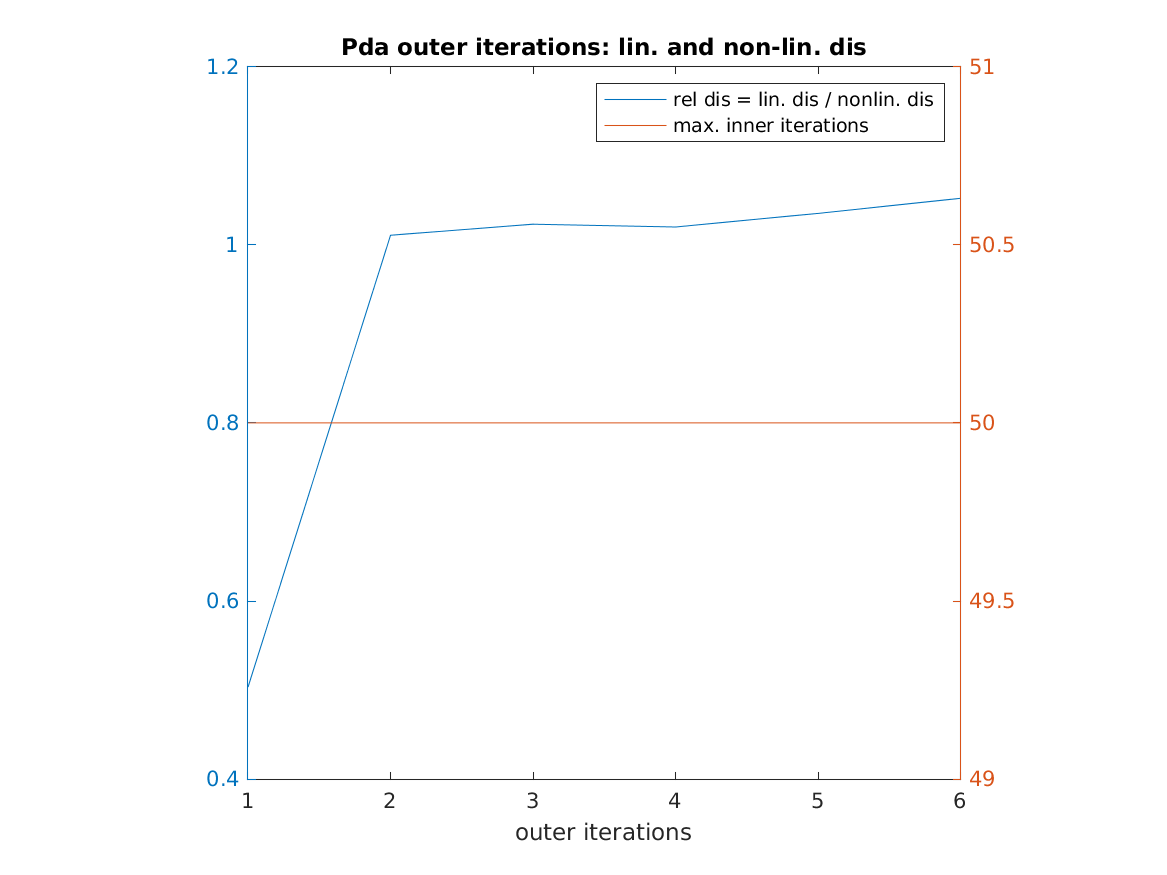 Pda outer iterations: lin. and non-lin. dis
1.2
1
0.8
0.6
0.4
51
50.5
50
49.5
49
rel dis = lin. dis / nonlin. dis
max. inner iterations
1 2 3 4 5 6
outer iterations